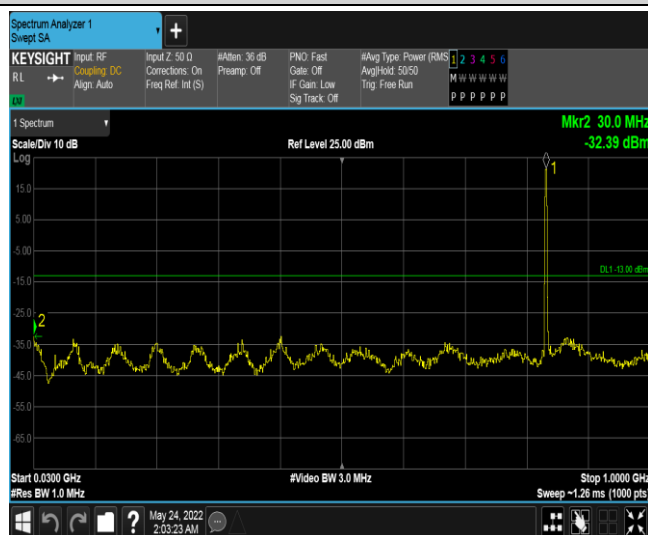 Spectrum Analyzer 1
Swept SA
+
KEYSIGHT Input: RF Input Z: 50 Ω #Atten: 36 dB PNO: Fast #Avg Type: Power (RMS 1 2 3 4 5 6
RL Coupling: DC Corrections: On Preamp: Off Gate: Off Avg|Hold: 50/50 M W W W W W
Align: Auto Freq Ref: Int (S) IF Gain: Low Trig: Free Run
Sig Track: Off P P P P P P
LXI
1 Spectrum Mkr2 30.0 MHz
Scale/Div 10 dB Ref Level 25.00 dBm -32.39 dBm
Log
1
15.0
5.00
-5.00
DL1 -13.00 dBm
-15.0
-25.0
2
-35.0
-45.0
-55.0
-65.0
Start 0.0300 GHz #Video BW 3.0 MHz Stop 1.0000 GHz
#Res BW 1.0 MHz Sweep ~1.26 ms (1000 pts)
? May 24, 2022
2:03:23 AM